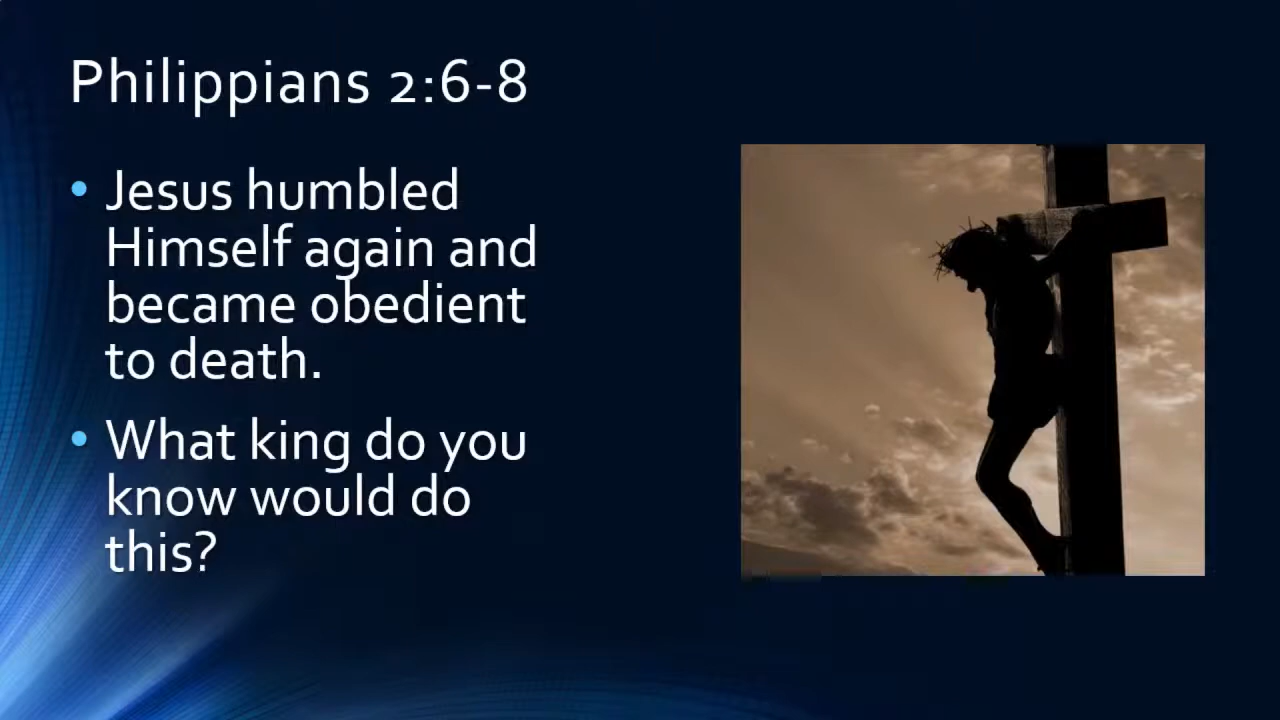 Philippians 2:6-8
• Jesus humbled
Himself again and
became obedient
to death.
• What king do you
know would do
this?